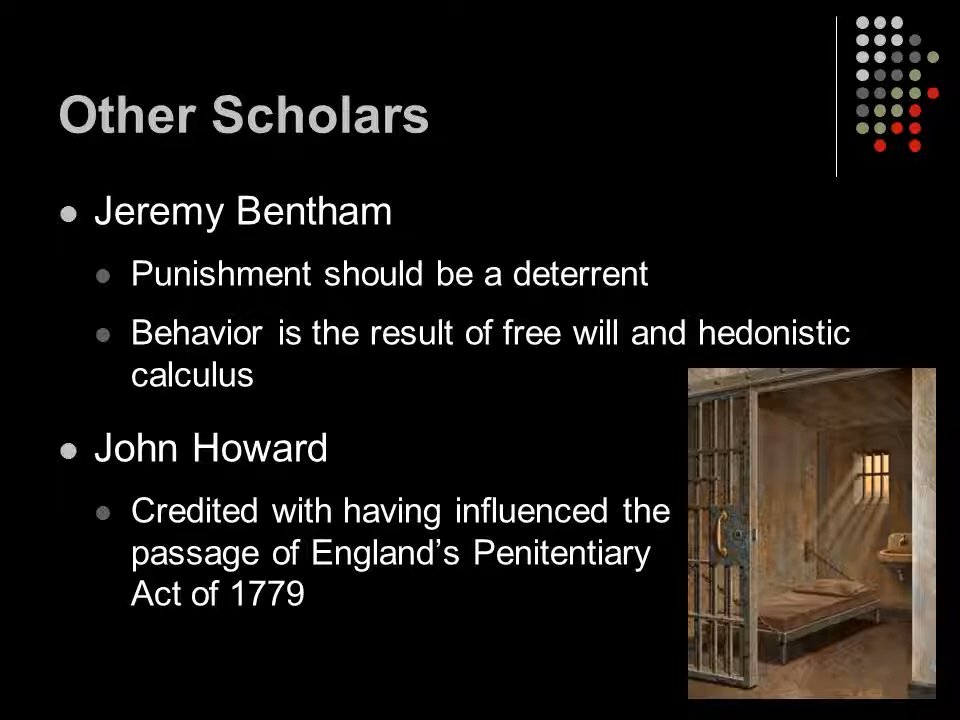 Other Scholars
Jeremy Bentham
Punishment should be a deterrent
Behavior is the result of free will and hedonistic
calculus
John Howard
Credited with having influenced the
passage of England’s Penitentiary
Act of 1779